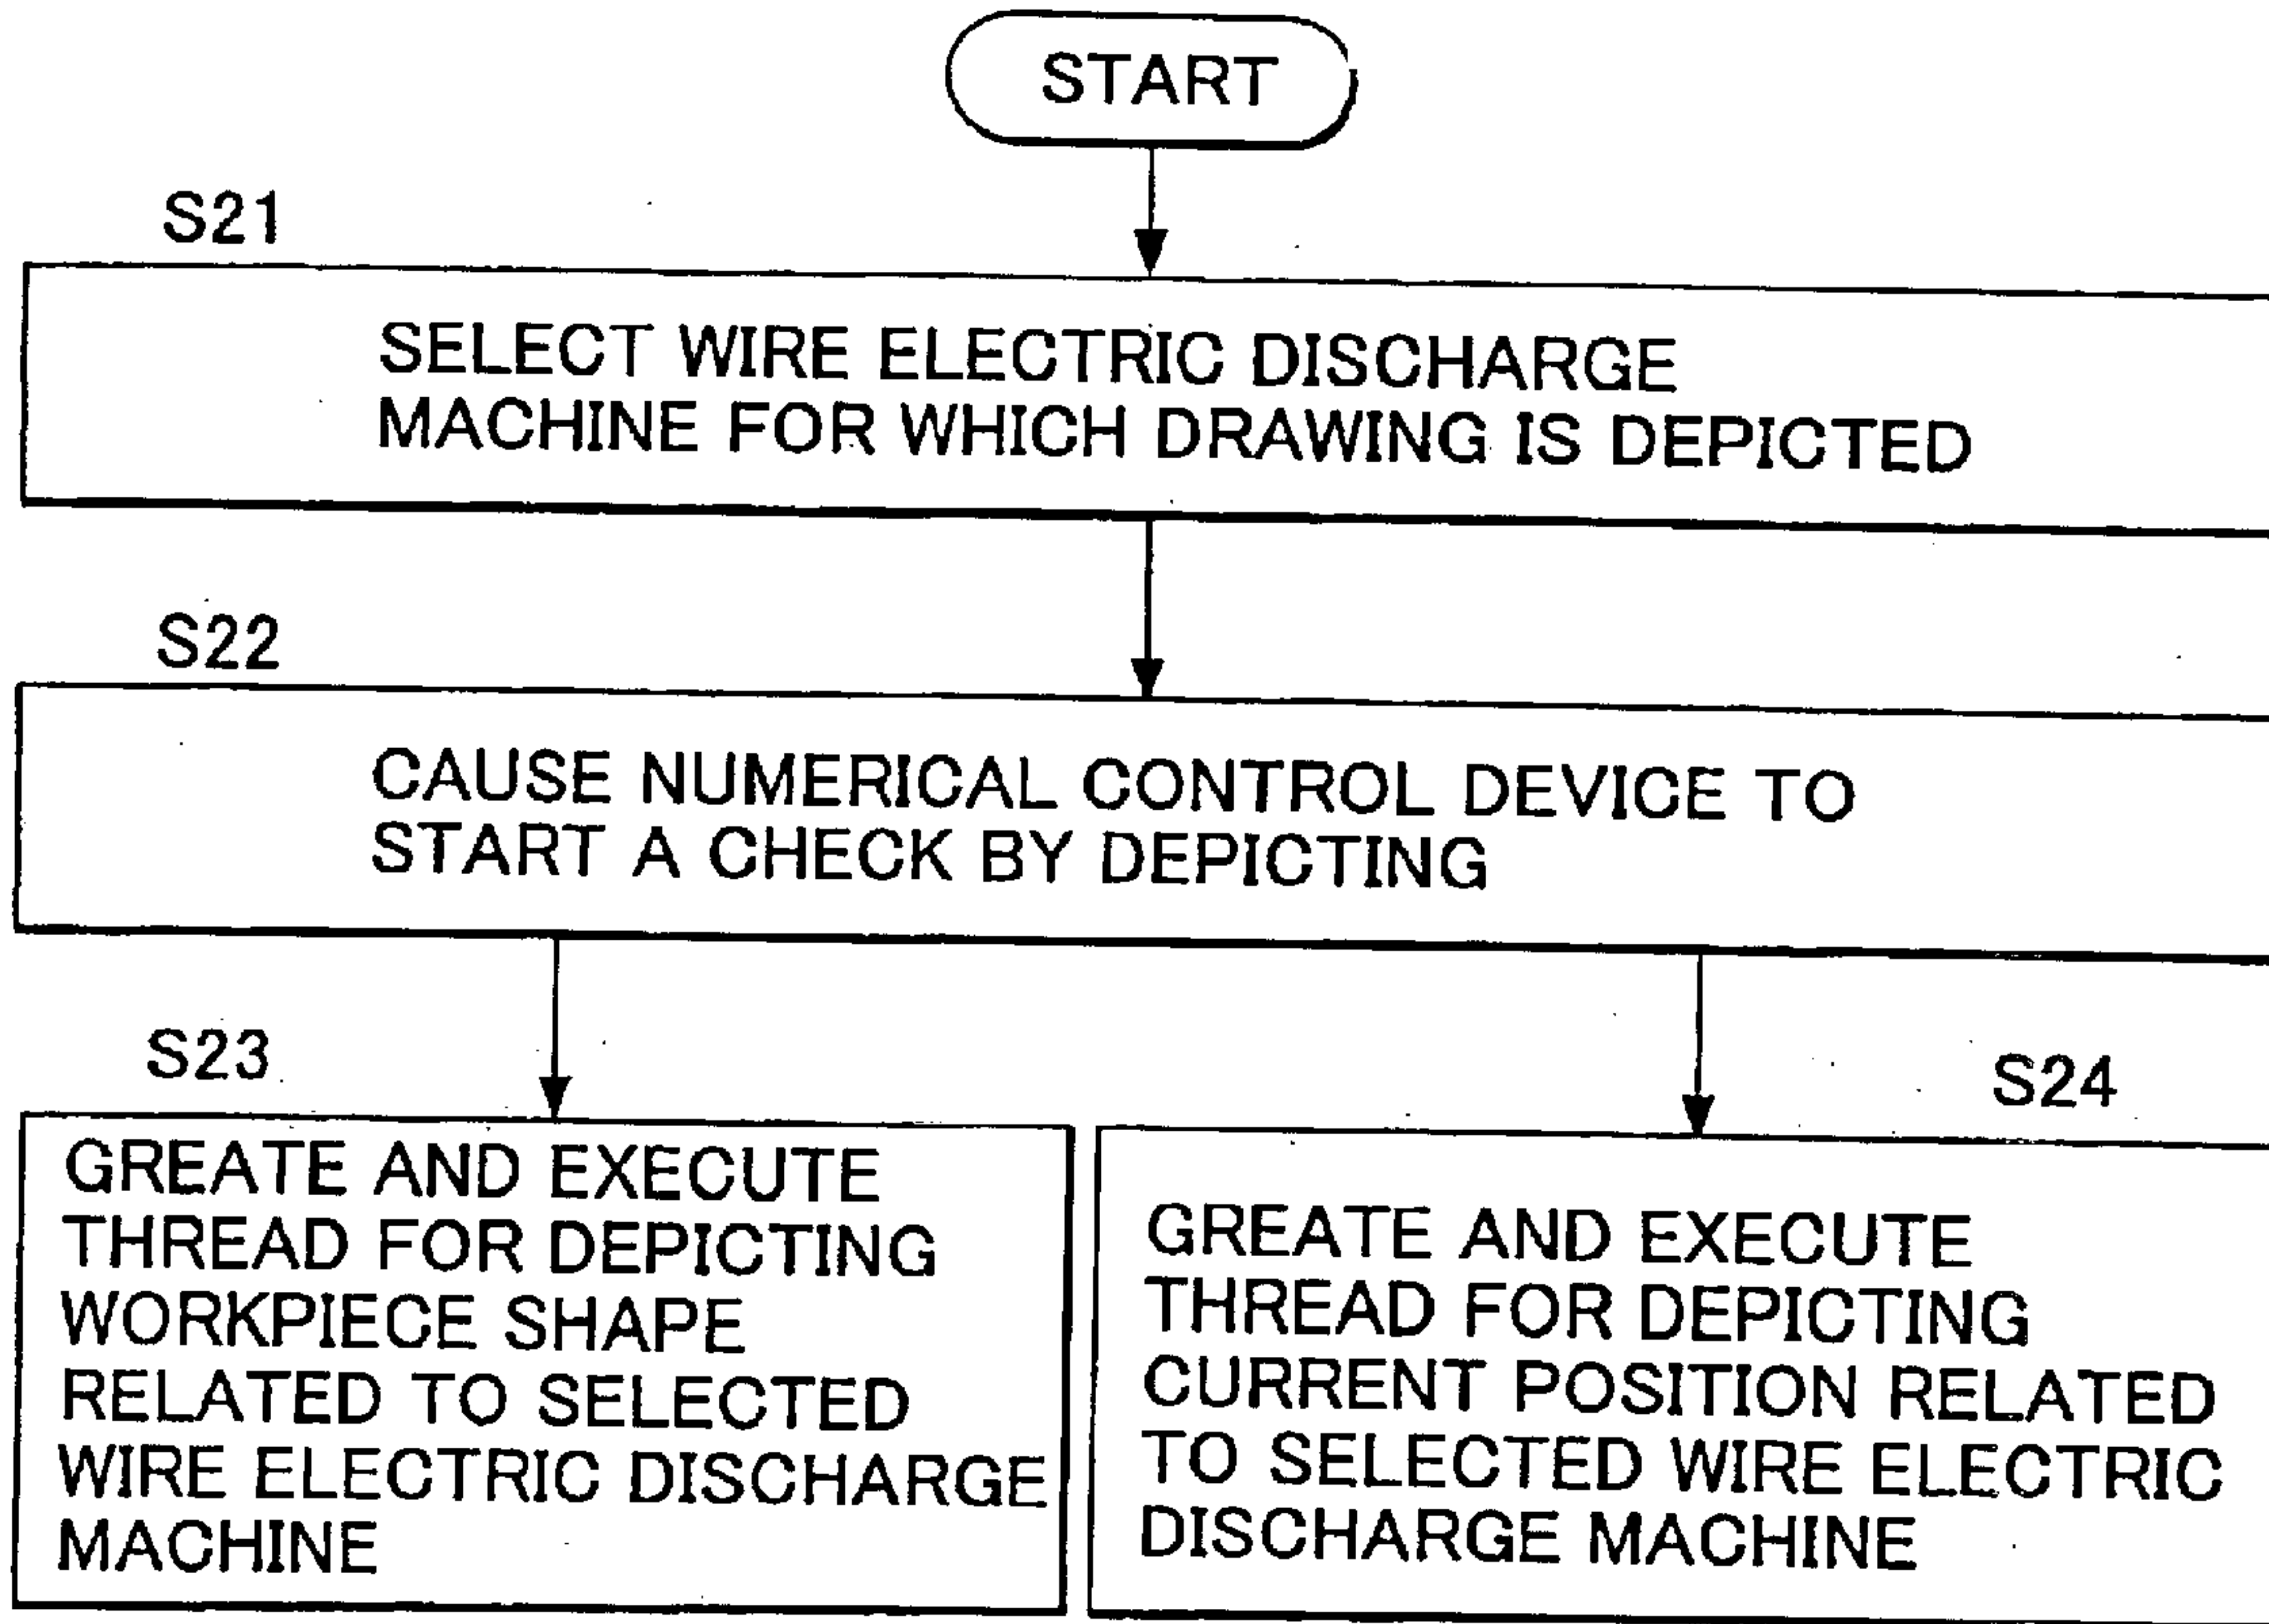 START
S21
SELECT WIRE ELECTRIC DISCHARGE
MACHINE FOR WHICH DRAWING IS DEPICTED
S22
CAUSE NUMERICAL CONTROL DEVICE TO
START A CHECK BY DEPICTING
S23
GREATE AND EXECUTE
THREAD FOR DEPICTING
WORKPIECE SHAPE
RELATED TO SELECTED
WIRE ELECTRIC DISCHARGE
MACHINE
S24
GREATE AND EXECUTE
THREAD FOR DEPICTING
CURRENT POSITION RELATED
TO SELECTED WIRE ELECTRIC
DISCHARGE MACHINE